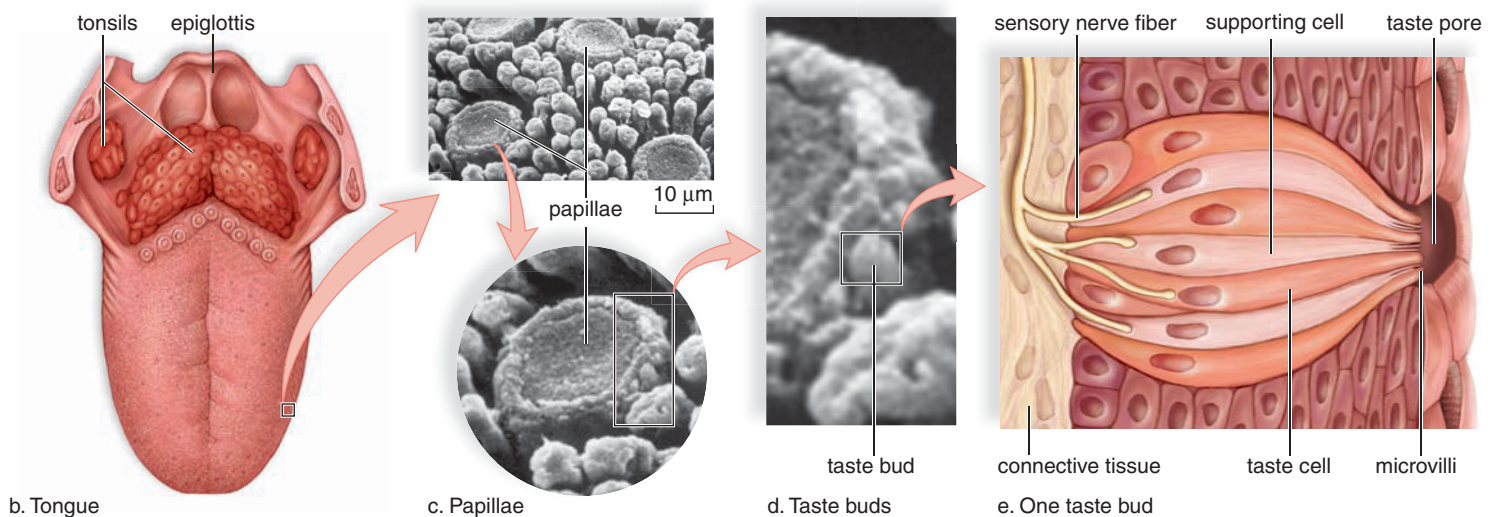 tonsils
epiglottis
sensory nerve fiber
supporting cell
taste pore
papillae
10 μm
taste bud
connective tissue
taste cell
microvilli
b. Tongue
c. Papillae
d. Taste buds
e. One taste bud